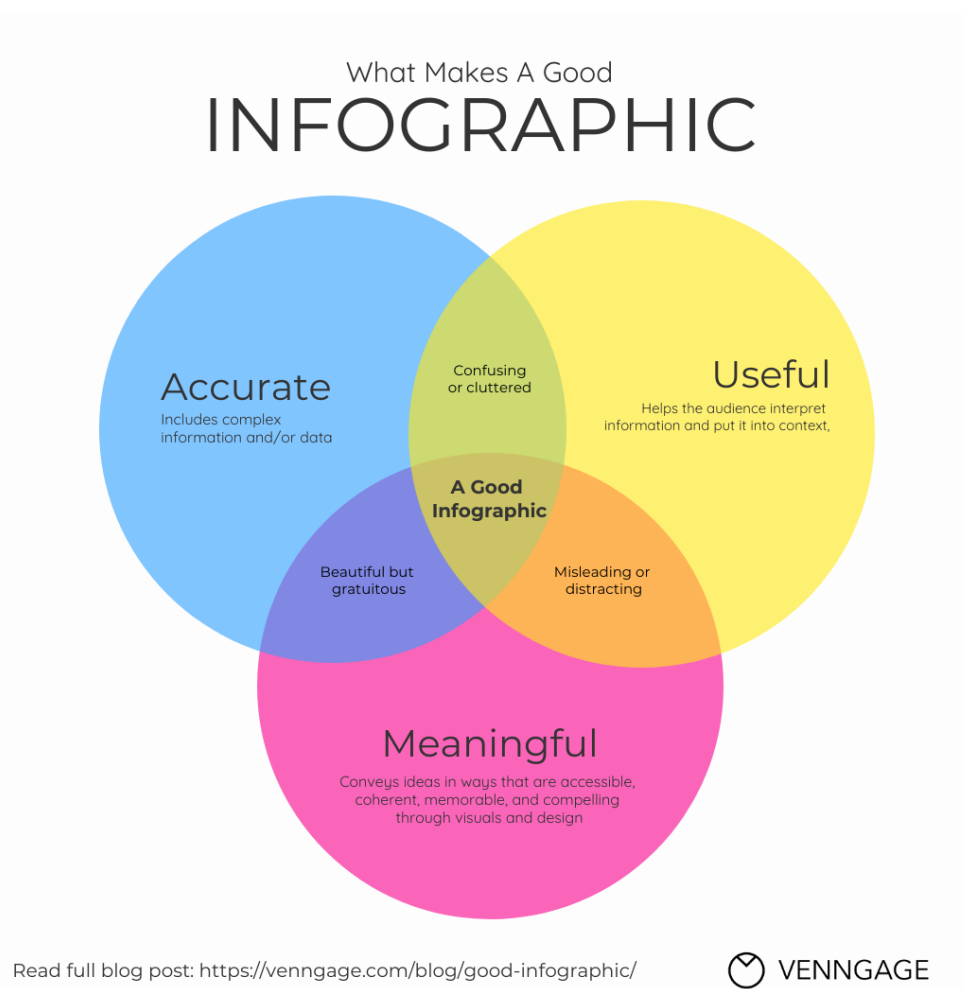 What Makes A Good
INFOGRAPHIC
Accurate
Includes complex
information and/or data
Confusing
or cluttered
Useful
Helps the audience interpret
information and put it into context,
A Good
Infographic
Beautiful but
gratuitous
Misleading or
distracting
Meaningful
Conveys ideas in ways that are accessible,
coherent, memorable, and compelling
through visuals and design
Read full blog post: https://venngage.com/blog/good-infographic/
VENNGAGE